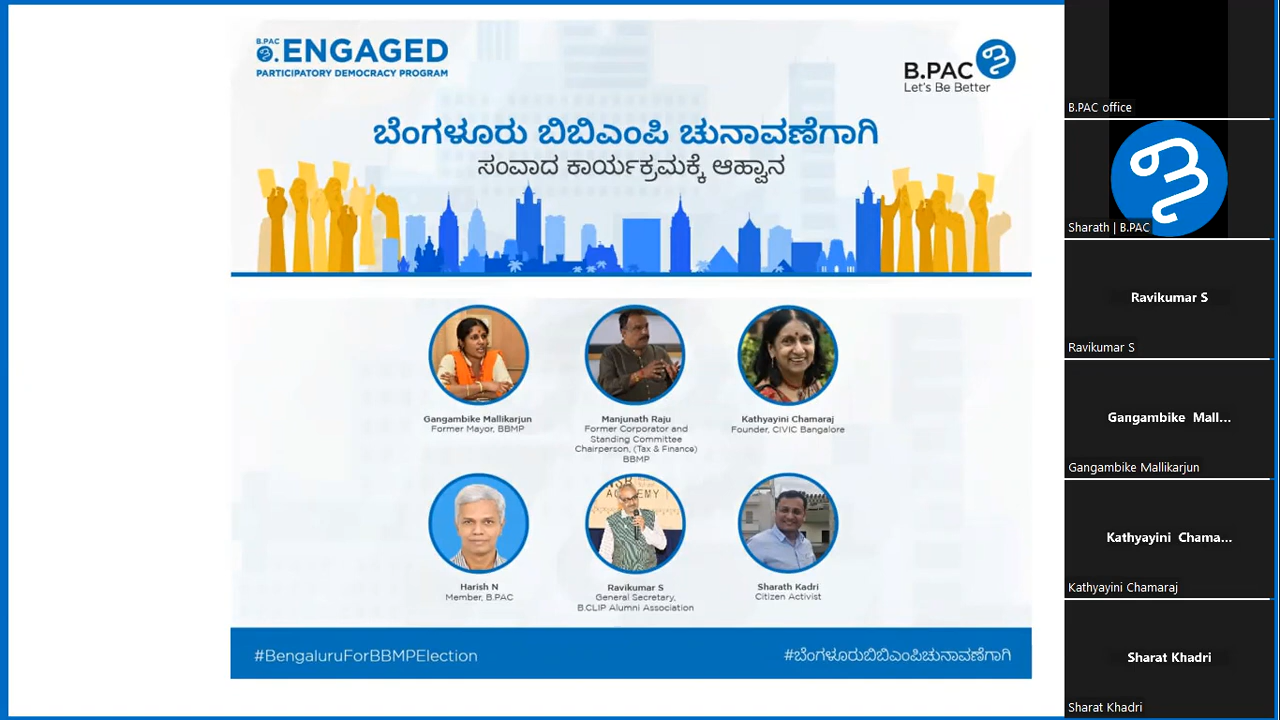 B.PAC
.ENGAGED
PARTICIPATORY DEMOCRACY PROGRAM
B.PAC
Let's Be Better
ಬೆಂಗಳೂರು ಬಿಬಿಎಂಪಿ ಚುನಾವಣೆಗಾಗಿ
ಸಂವಾದ ಕಾರ್ಯಕ್ರಮಕ್ಕೆ ಆಹ್ವಾನ
Gangambike Mallikarjun
Former Mayor, BBMP
Manjunath Raju
Former Corporator and
Standing Committee
Chairperson, (Tax & Finance)
BBMP
Kathyayini Chamaraj
Founder, CIVIC Bangalore
ACADEMY
Harish N
Member, B.PAC
Ravikumar S
General Secretary,
B.CLIP Alumni Association
Sharath Kadri
Citizen Activist
#BengaluruForBBMPElection
#ಬೆಂಗಳೂರುಬಿಬಿಎಂಪಿಚುನಾವಣೆಗಾಗಿ
B.PAC office
Sharath | B.PAC
Ravikumar S
Ravikumar S
Gangambike Mall...
Gangambike Mallikarjun
Kathyayini Chama...
Kathyayini Chamaraj
Sharat Khadri
Sharat Khadri